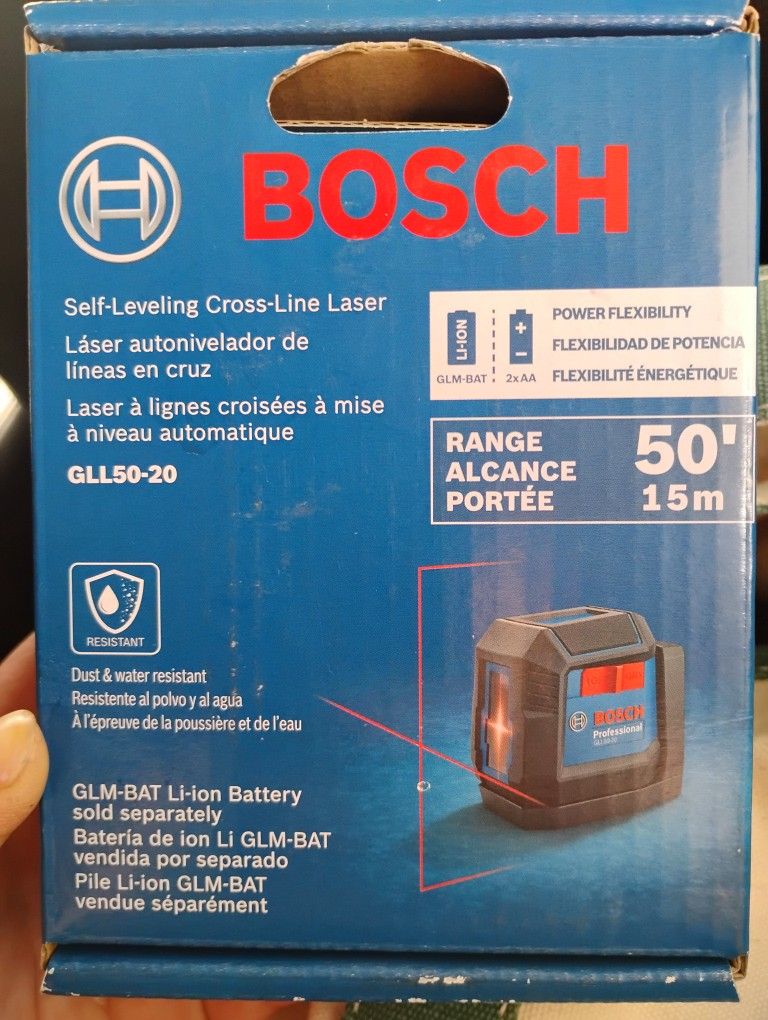 BOSCH
Self-Leveling Cross-Line Laser
Láser autonivelador de
líneas en cruz
Laser à lignes croisées à mise
à niveau automatique
GLL50-20
LI-ION
GLM-BAT
2xAA
POWER FLEXIBILITY
FLEXIBILIDAD DE POTENCIA
FLEXIBILITÉ ÉNERGÉTIQUE
RANGE
ALCANCE
PORTÉE
50'
15m
RESISTANT
Dust & water resistant
Resistente al polvo y al agua
À l'épreuve de la poussière et de l'eau
BOSCH
Professional
GLL50-20
GLM-BAT Li-ion Battery
sold separately
Batería de ion Li GLM-BAT
vendida por separado
Pile Li-ion GLM-BAT
vendue séparément